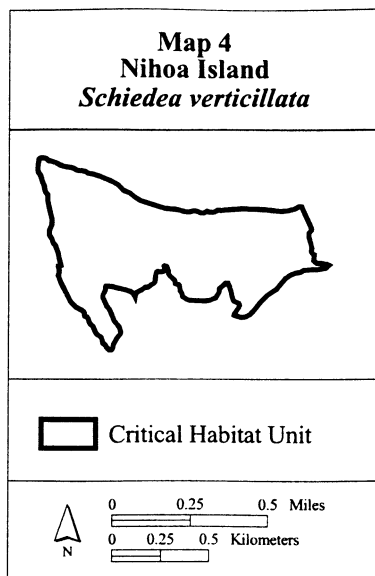 Map 4
Nihoa Island
Schiedea verticillata
Critical Habitat Unit
0 0.25 0.5 Miles
0 0.25 0.5 Kilometers
N